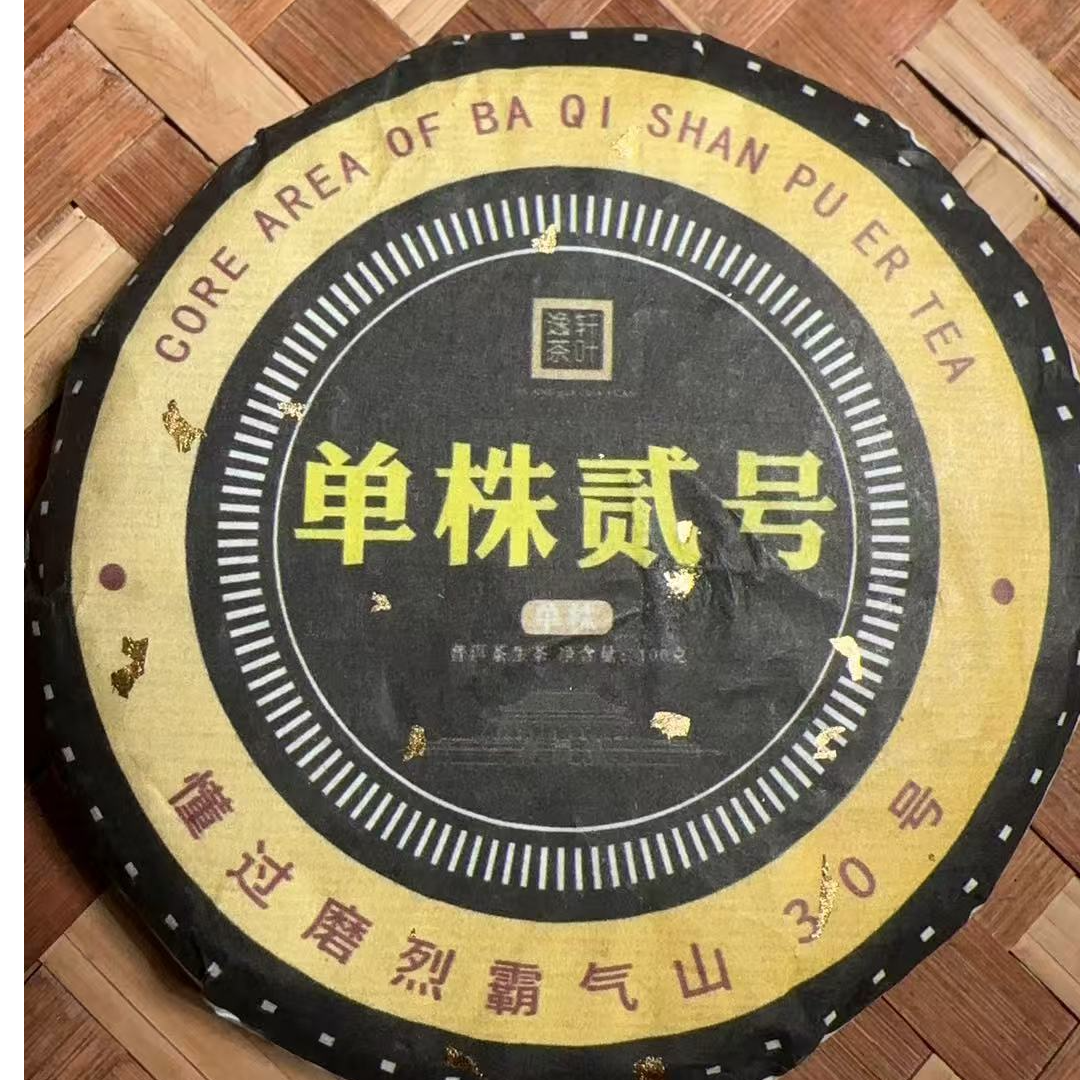 CORE AREA OF BA QI SHAN PU ER TEA
逸轩
茶叶
单株贰号
单株
普洱茶生茶 净含量：100克
懂过磨烈霸气山30号